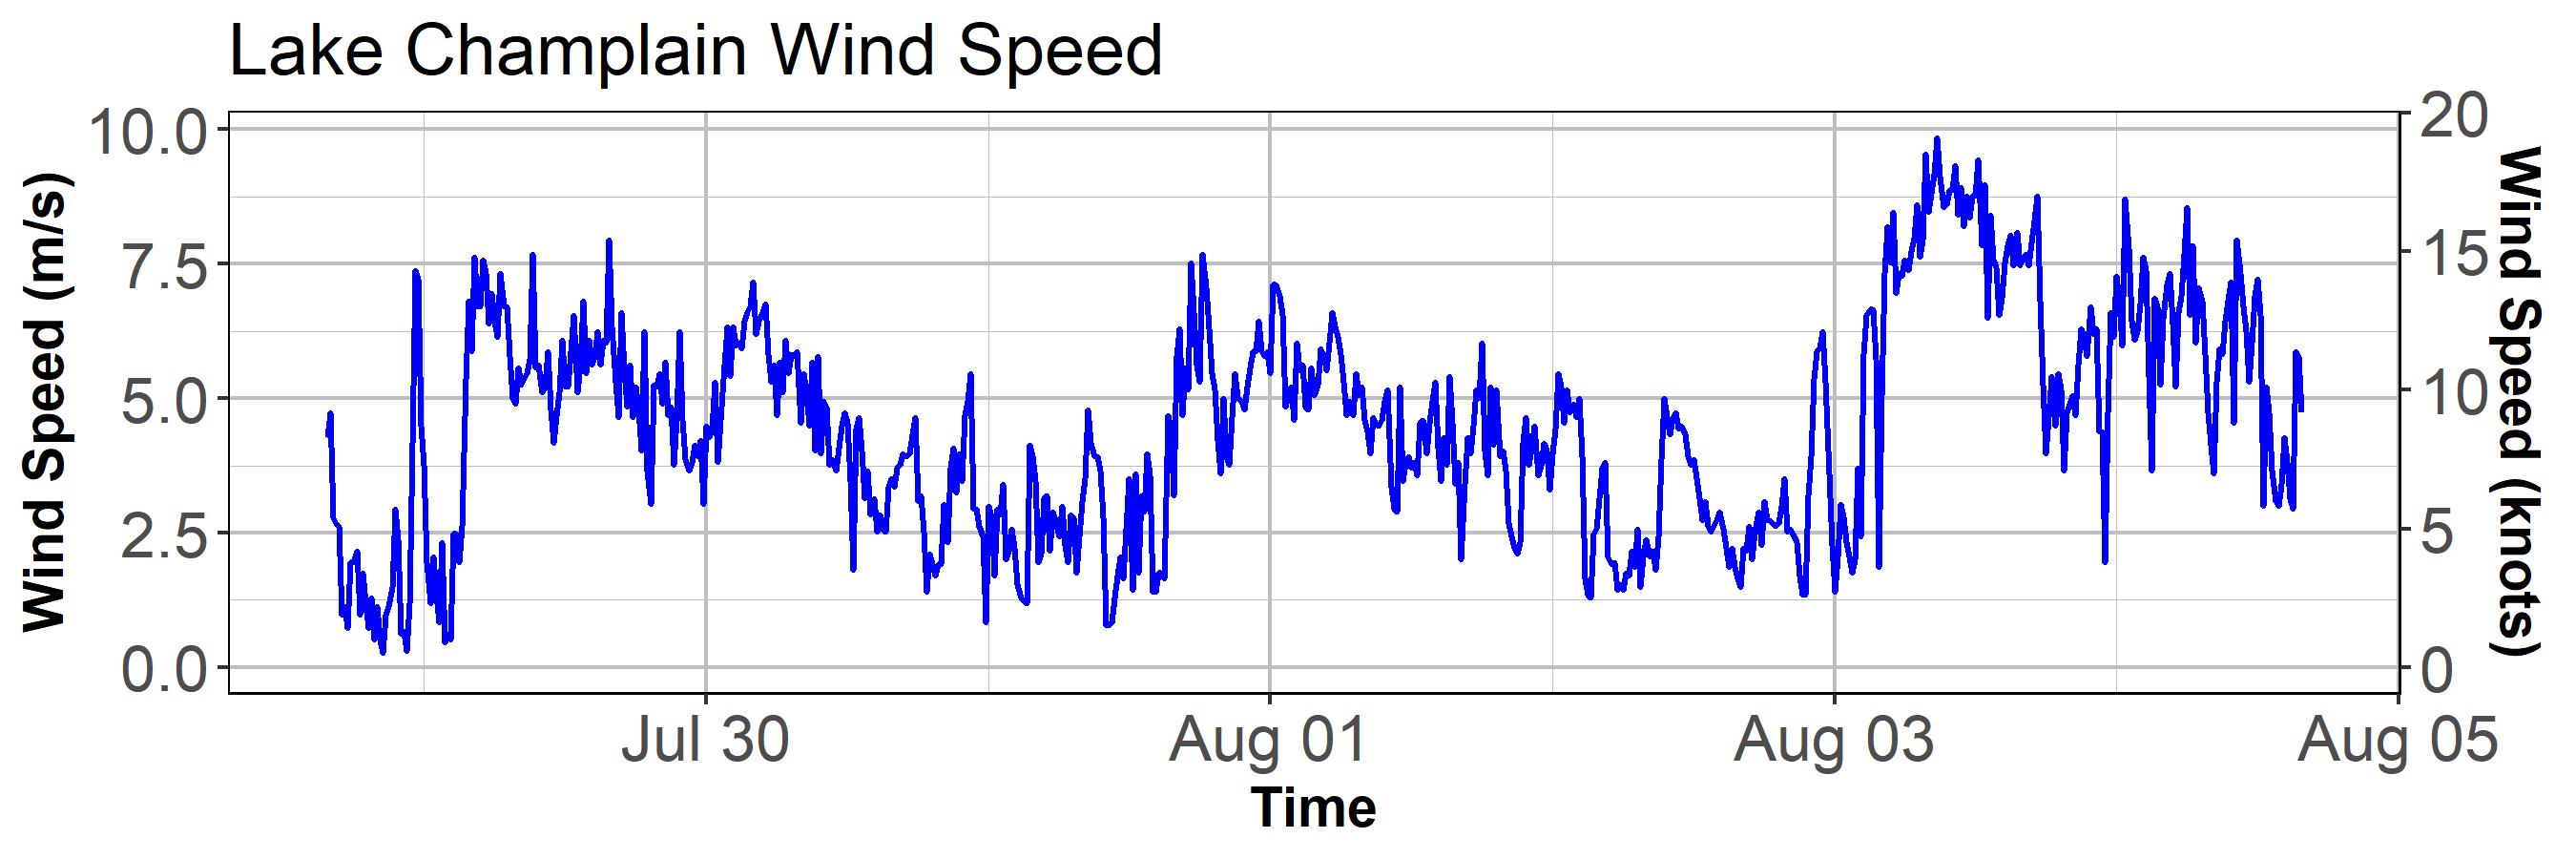 Lake Champlain Wind Speed
Wind Speed (m/s)
10.0
7.5
5.0
2.5
0.0
20
15
10
5
0
Wind Speed (knots)
Jul 30
Aug 01
Aug 03
Aug 05
Time